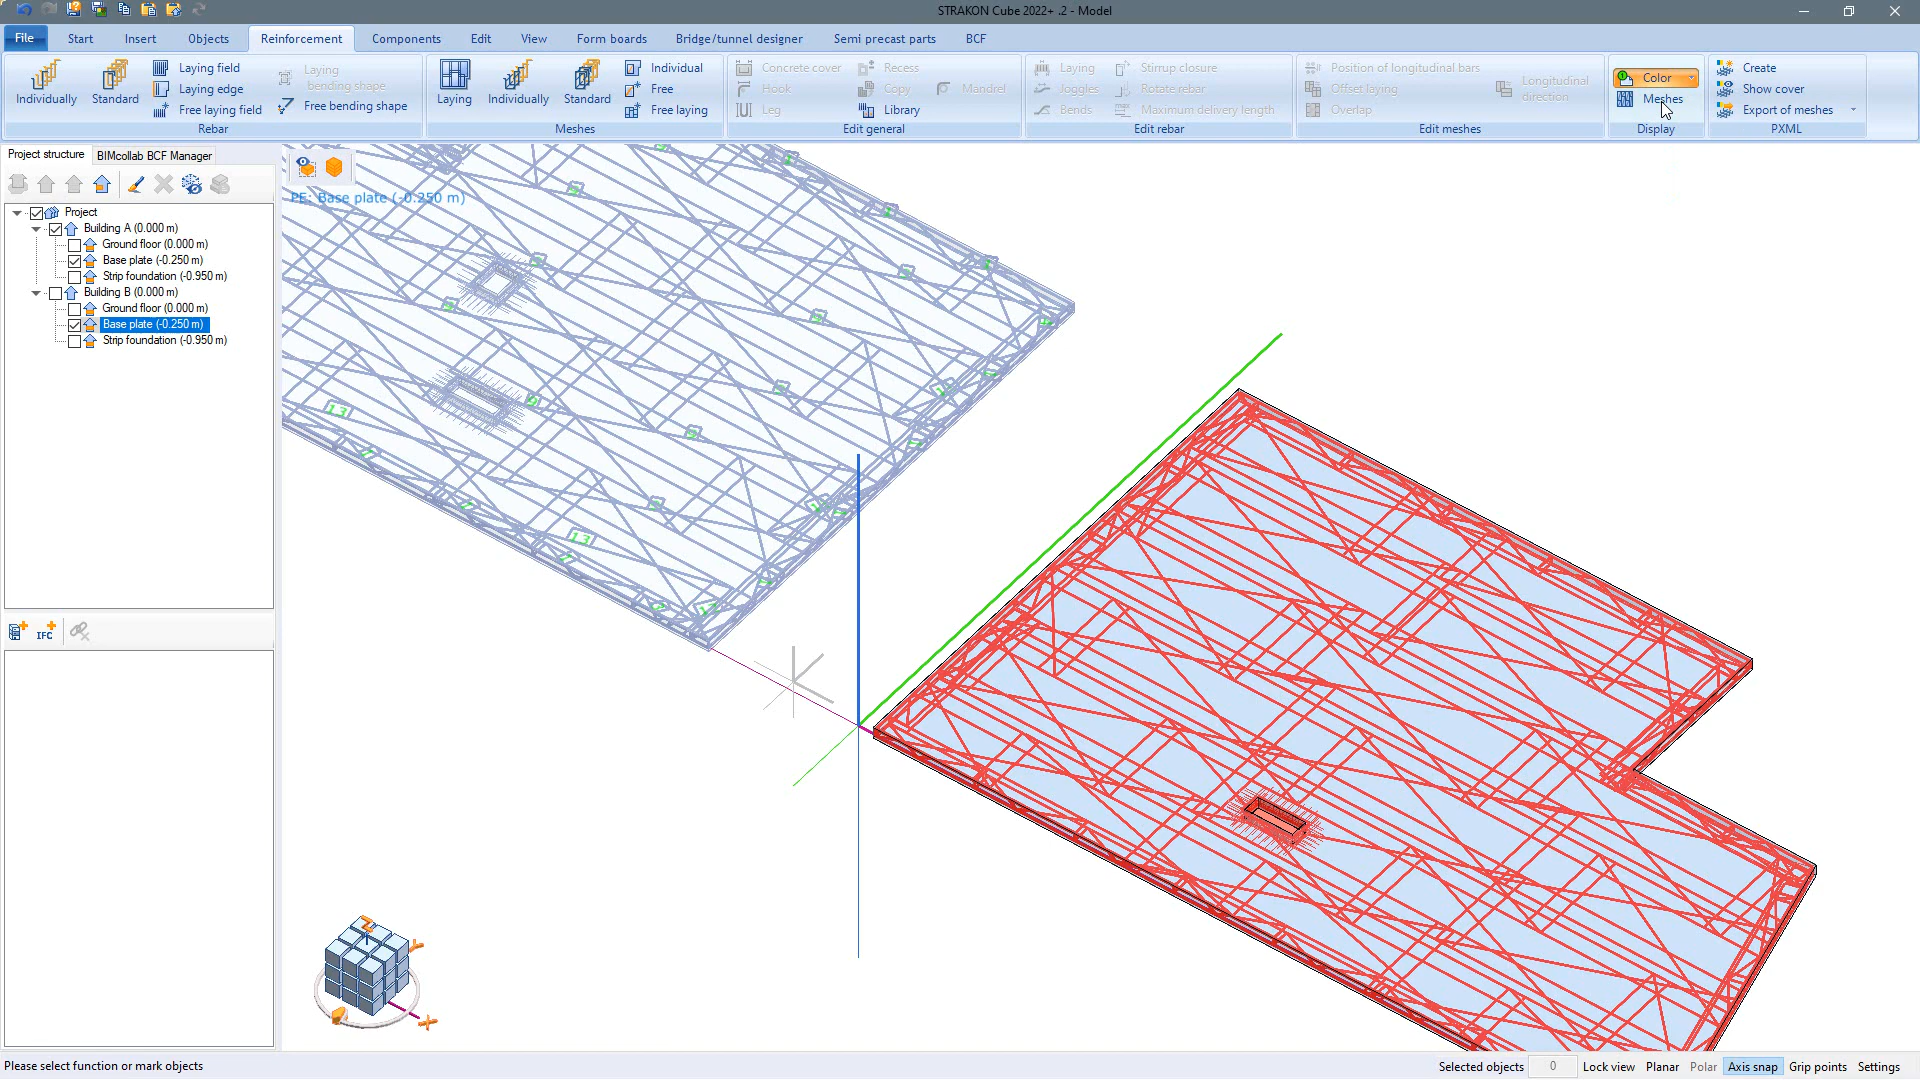 STRAKON Cube 2022+ .2 - Model
File Start Insert Objects Reinforcement Components Edit View Form boards Bridge/tunnel designer Semi precast parts BCF
Individually
Standard
Laying field
Laying edge
Free laying field
Laying bending shape
Free bending shape
Rebar
Laying
Individually
Standard
Individual
Free
Free laying
Meshes
Concrete cover
Hook
Leg
Recess
Copy
Library
Mandrel
Edit general
Laying
Joggles
Bends
Stirrup closure
Rotate rebar
Maximum delivery length
Edit rebar
Position of longitudinal bars
Offset laying
Overlap
Longitudinal direction
Edit meshes
Color
Meshes
Display
Create
Show cover
Export of meshes
PXML
Project structure
BIMcollab BCF Manager
Project
Building A (0.000 m)
Ground floor (0.000 m)
Base plate (-0.250 m)
Strip foundation (-0.950 m)
Building B (0.000 m)
Ground floor (0.000 m)
Base plate (-0.250 m)
Strip foundation (-0.950 m)
IFC
PE: Base plate (-0.250 m)
13
13
Z
Y
X
Please select function or mark objects
Selected objects 0 Lock view Planar Polar Axis snap Grip points Settings